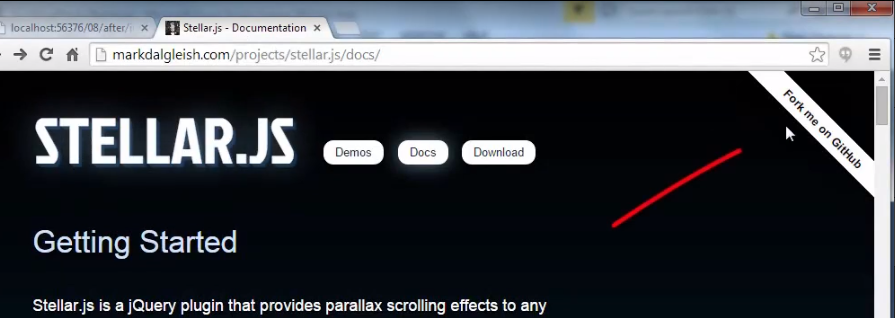 localhost:56376/08/after/
Stellar.js - Documentation
markdalgleish.com/projects/stellar.js/docs/
Fork me on GitHub
STELLAR.JS
Demos
Docs
Download
Getting Started
Stellar.js is a jQuery plugin that provides parallax scrolling effects to any